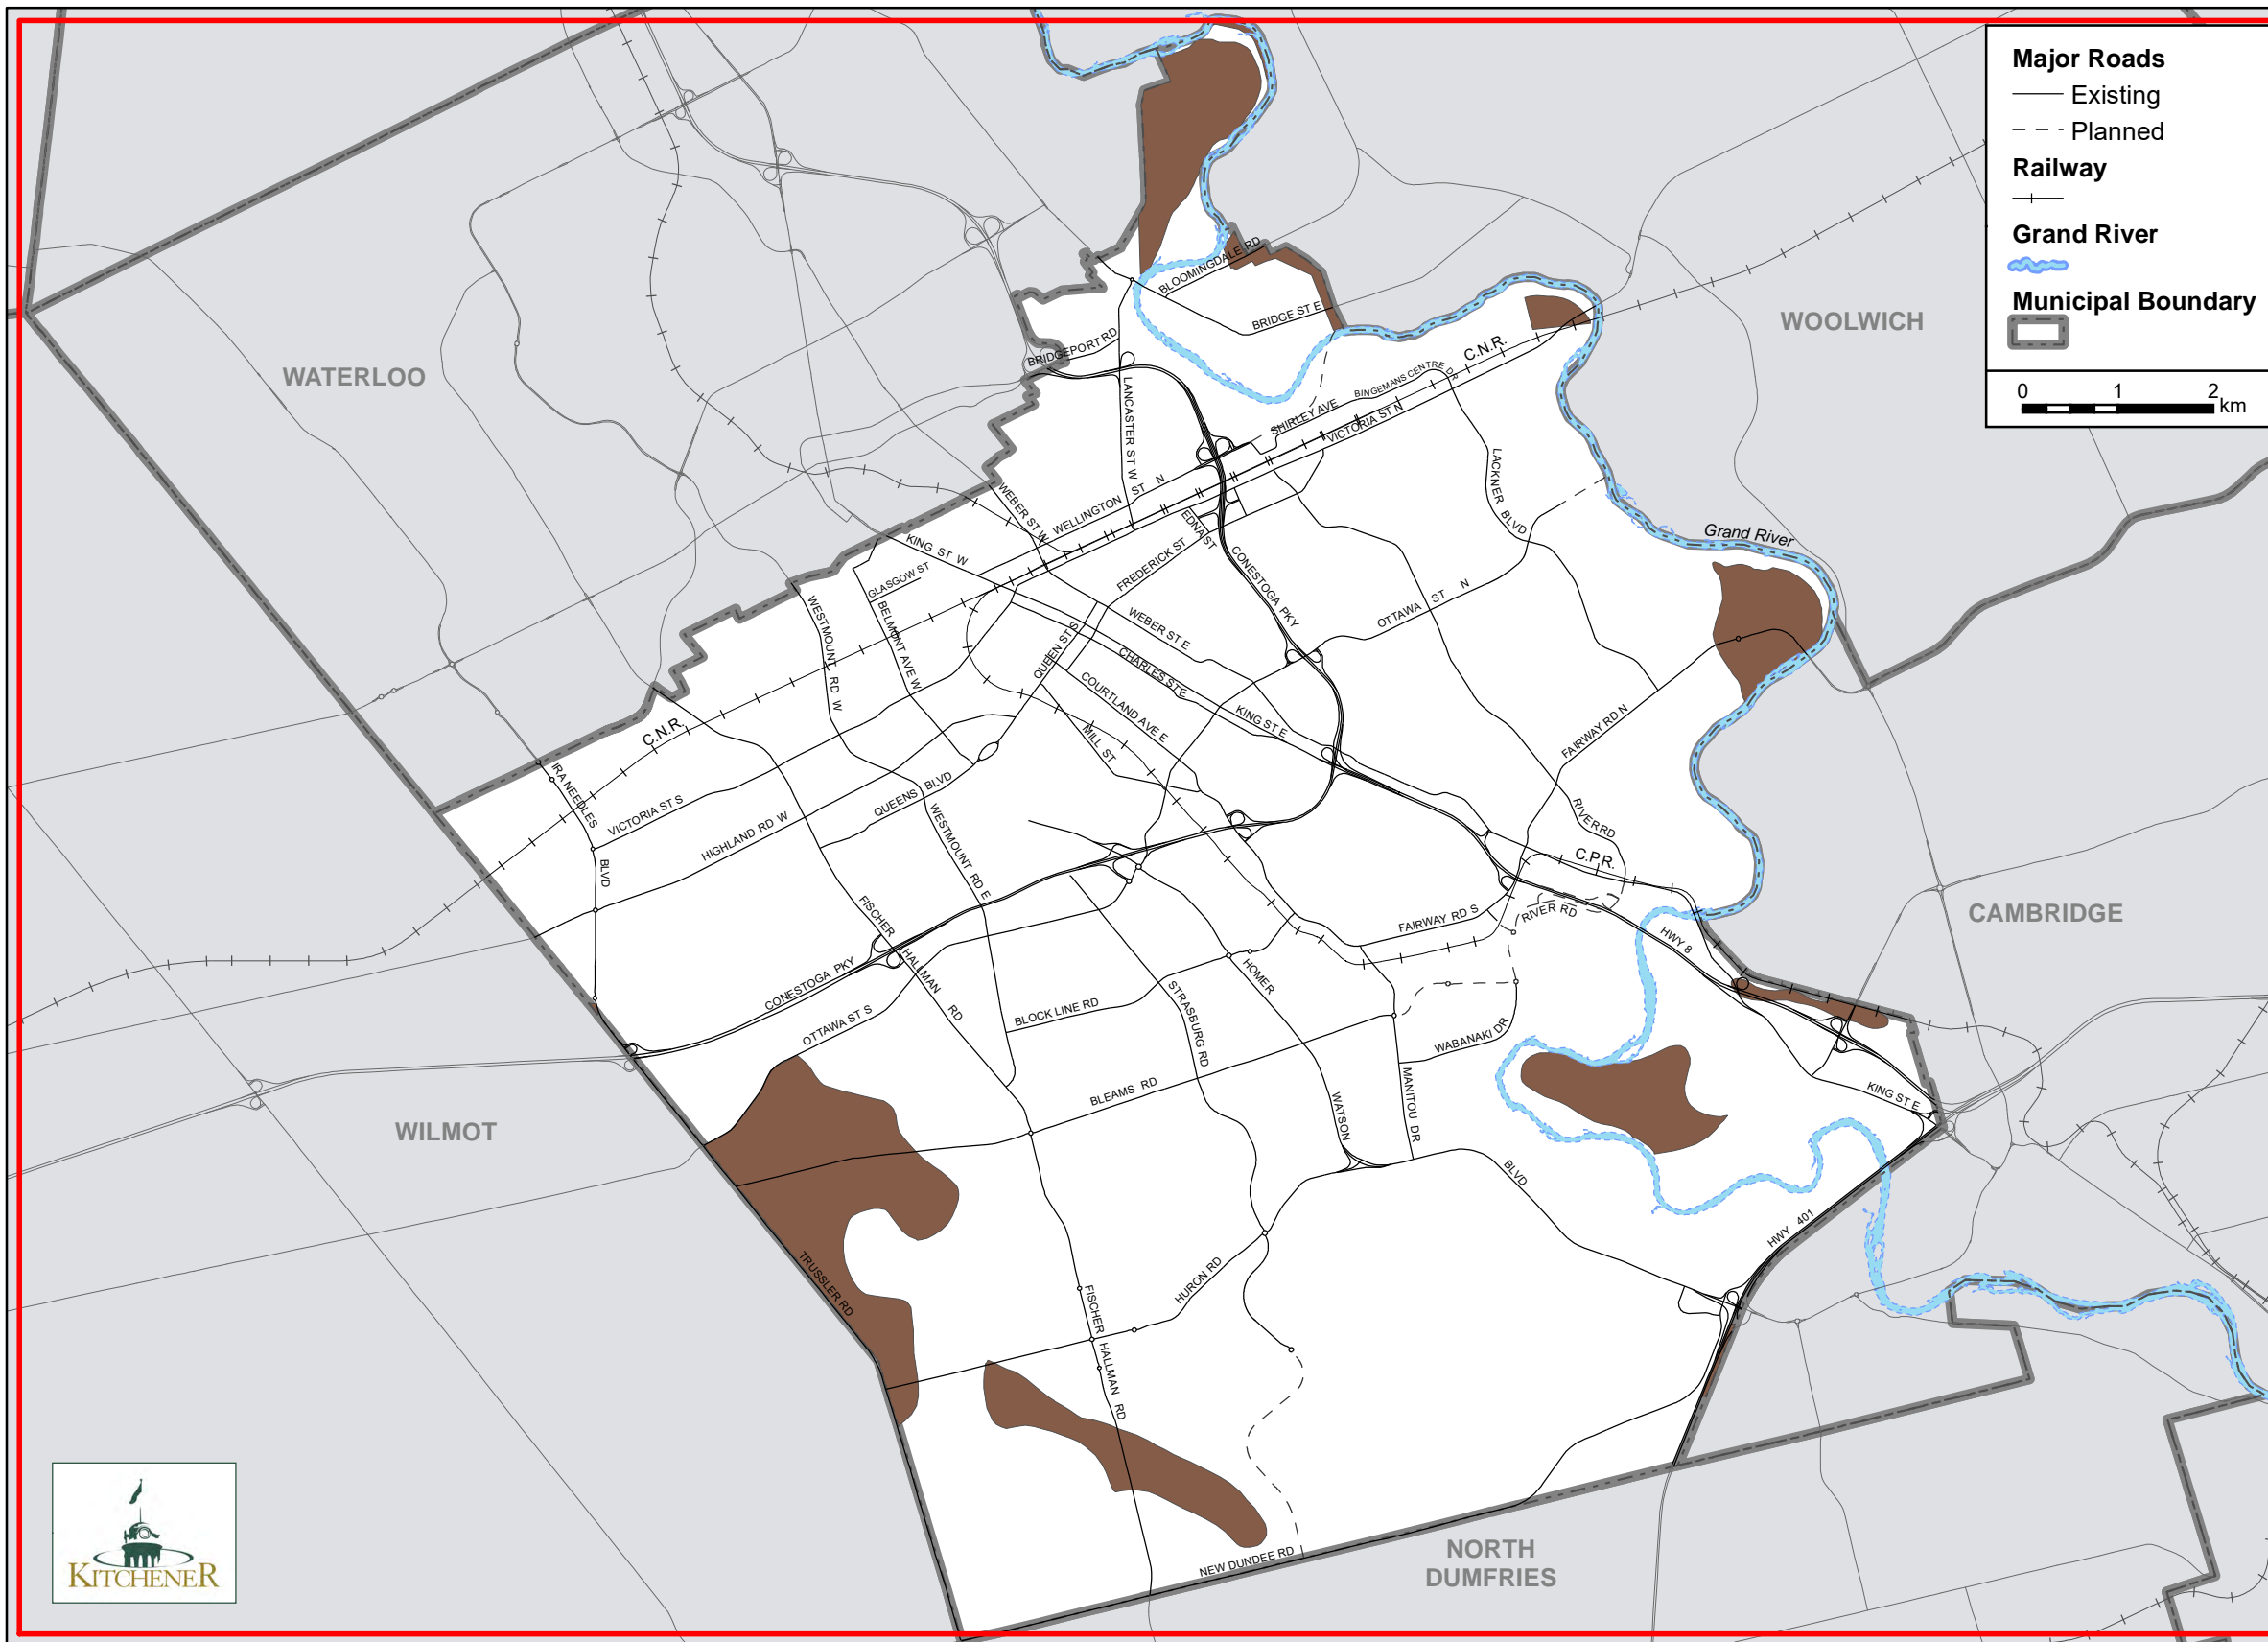 Major Roads
Existing
Planned
Railway
Grand River
Municipal Boundary
0 1 2
km
WATERLOO
WOOLWICH
CAMBRIDGE
WILMOT
NORTH
DUMFRIES
BLOOMINGDALE RD
BRIDGE ST E
BRIDGEPORT RD
C.N.R.
BINGEMANS CENTRE DR
SHIRLEY AVE
VICTORIA ST N
LANCASTER ST W
LACKNER BLVD
WEBER ST W
WELLINGTON ST N
EDNA ST
KING ST W
FREDERICK ST
CONESTOGA PKY
Grand River
GLASGOW ST
BELMONT AVE W
WESTMOUNT RD W
OTTAWA ST N
WEBER ST E
QUEEN ST S
CHARLES ST E
COURTLAND AVE E
KING ST E
MILL ST
FAIRWAY RD N
C.N.R.
IRA NEEDLES BLVD
VICTORIA ST S
QUEENS BLVD
HIGHLAND RD W
WESTMOUNT RD E
RIVER RD
C.P.R.
FISCHER HALLMAN RD
FAIRWAY RD S
RIVER RD
HWY 8
CONESTOGA PKY
OTTAWA ST S
BLOCK LINE RD
STRASBURG RD
HOMER WATSON BLVD
WABANAKI DR
BLEAMS RD
MANITOU DR
KING ST E
HWY 401
TRUSSLER RD
HURON RD
FISCHER HALLMAN RD
NEW DUNDEE RD
KITCHENER